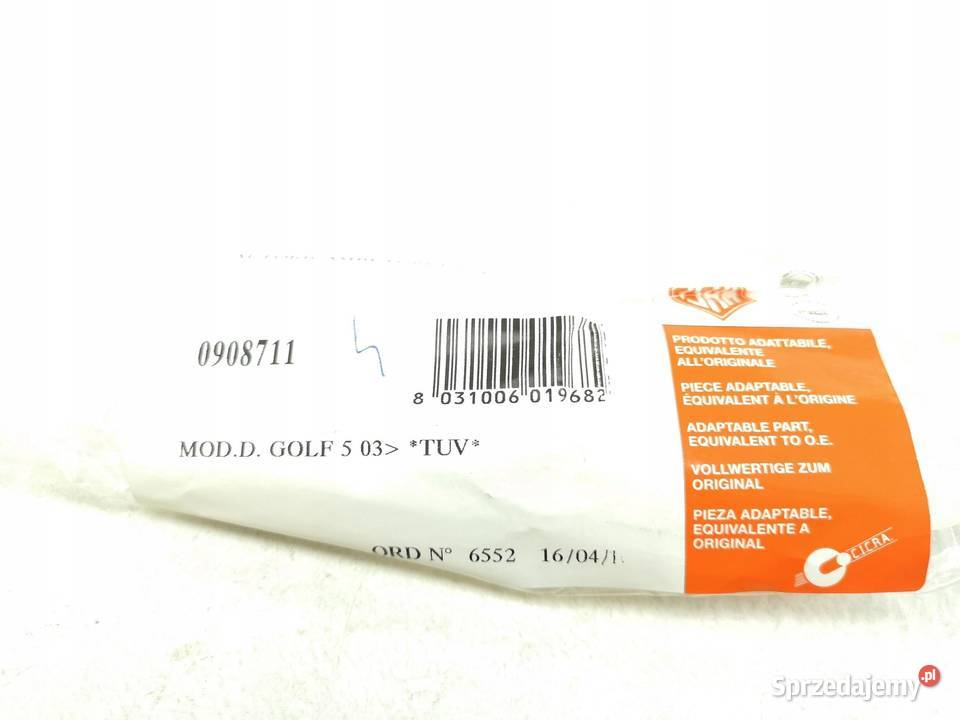 0908711
8 031006 019682
MOD.D. GOLF 5 03> *TUV*
ORD N° 6552 16/04/1
PRODOTTO ADATTABILE,
EQUIVALENTE
ALL'ORIGINALE
PIECE ADAPTABLE,
ÉQUIVALENT À L'ORIGINE
ADAPTABLE PART,
EQUIVALENT TO O.E.
VOLLWERTIGE ZUM
ORIGINAL
PIEZA ADAPTABLE,
EQUIVALENTE A
ORIGINAL
C.I.C.R.A.
Sprzedajemy.pl